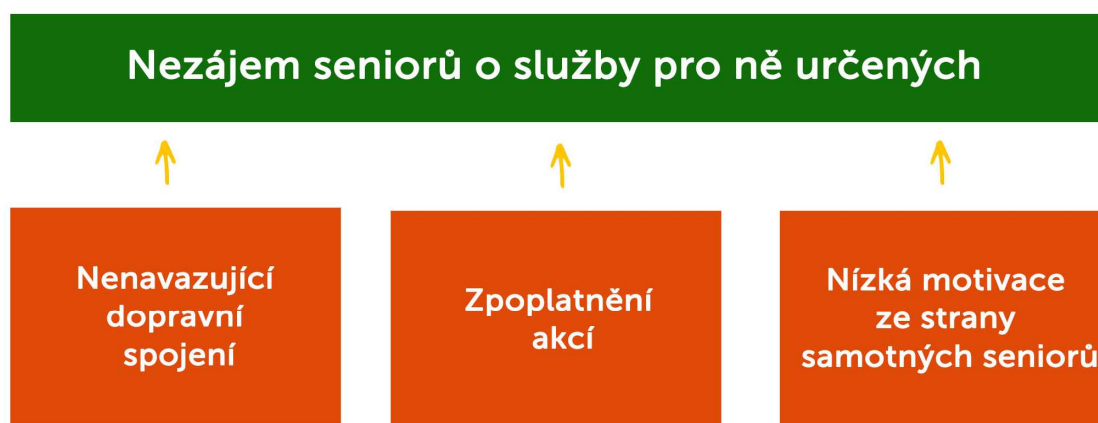 Nezájem seniorů o služby pro ně určených
Nenavazující
dopravní
spojení
Zpoplatnění
akcí
Nízká motivace
ze strany
samotných seniorů